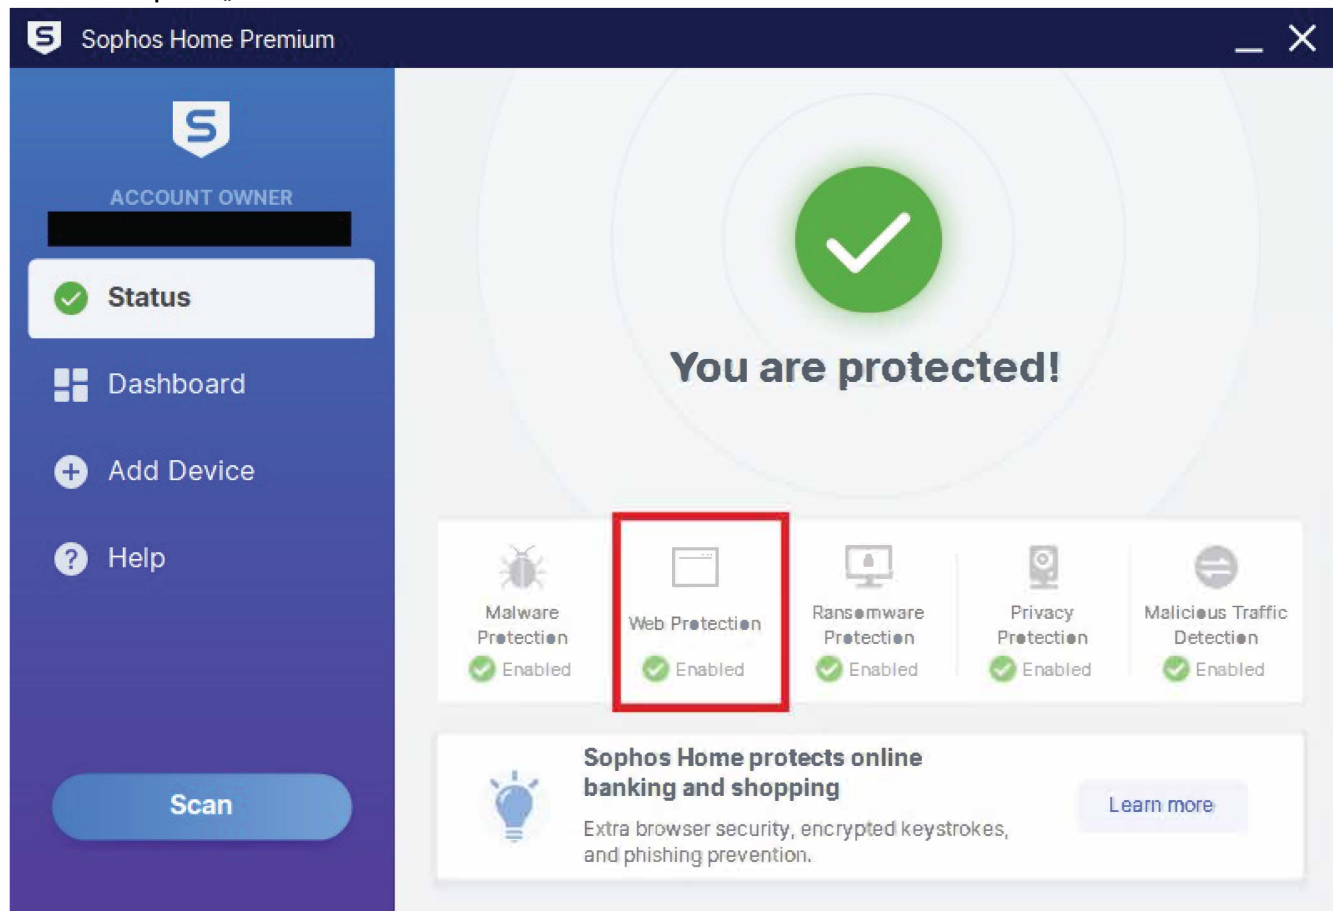 Sophos Home Premium
ACCOUNT OWNER
Status
Dashboard
Add Device
Help
Scan
You are protected!
Malware
Protection
Enabled
Web Protection
Enabled
Ransomware
Protection
Enabled
Privacy
Protection
Enabled
Malicious Traffic
Detection
Enabled
Sophos Home protects online
banking and shopping
Extra browser security, encrypted keystrokes,
and phishing prevention.
Learn more